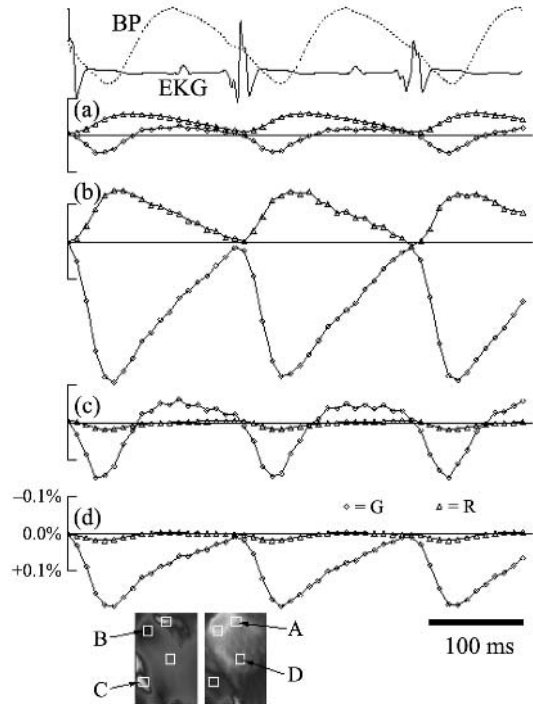 BP
EKG
(a)
(b)
(c)
(d)
= G
= R
–0.1%
0.0%
+0.1%
B
A
C
D
100 ms